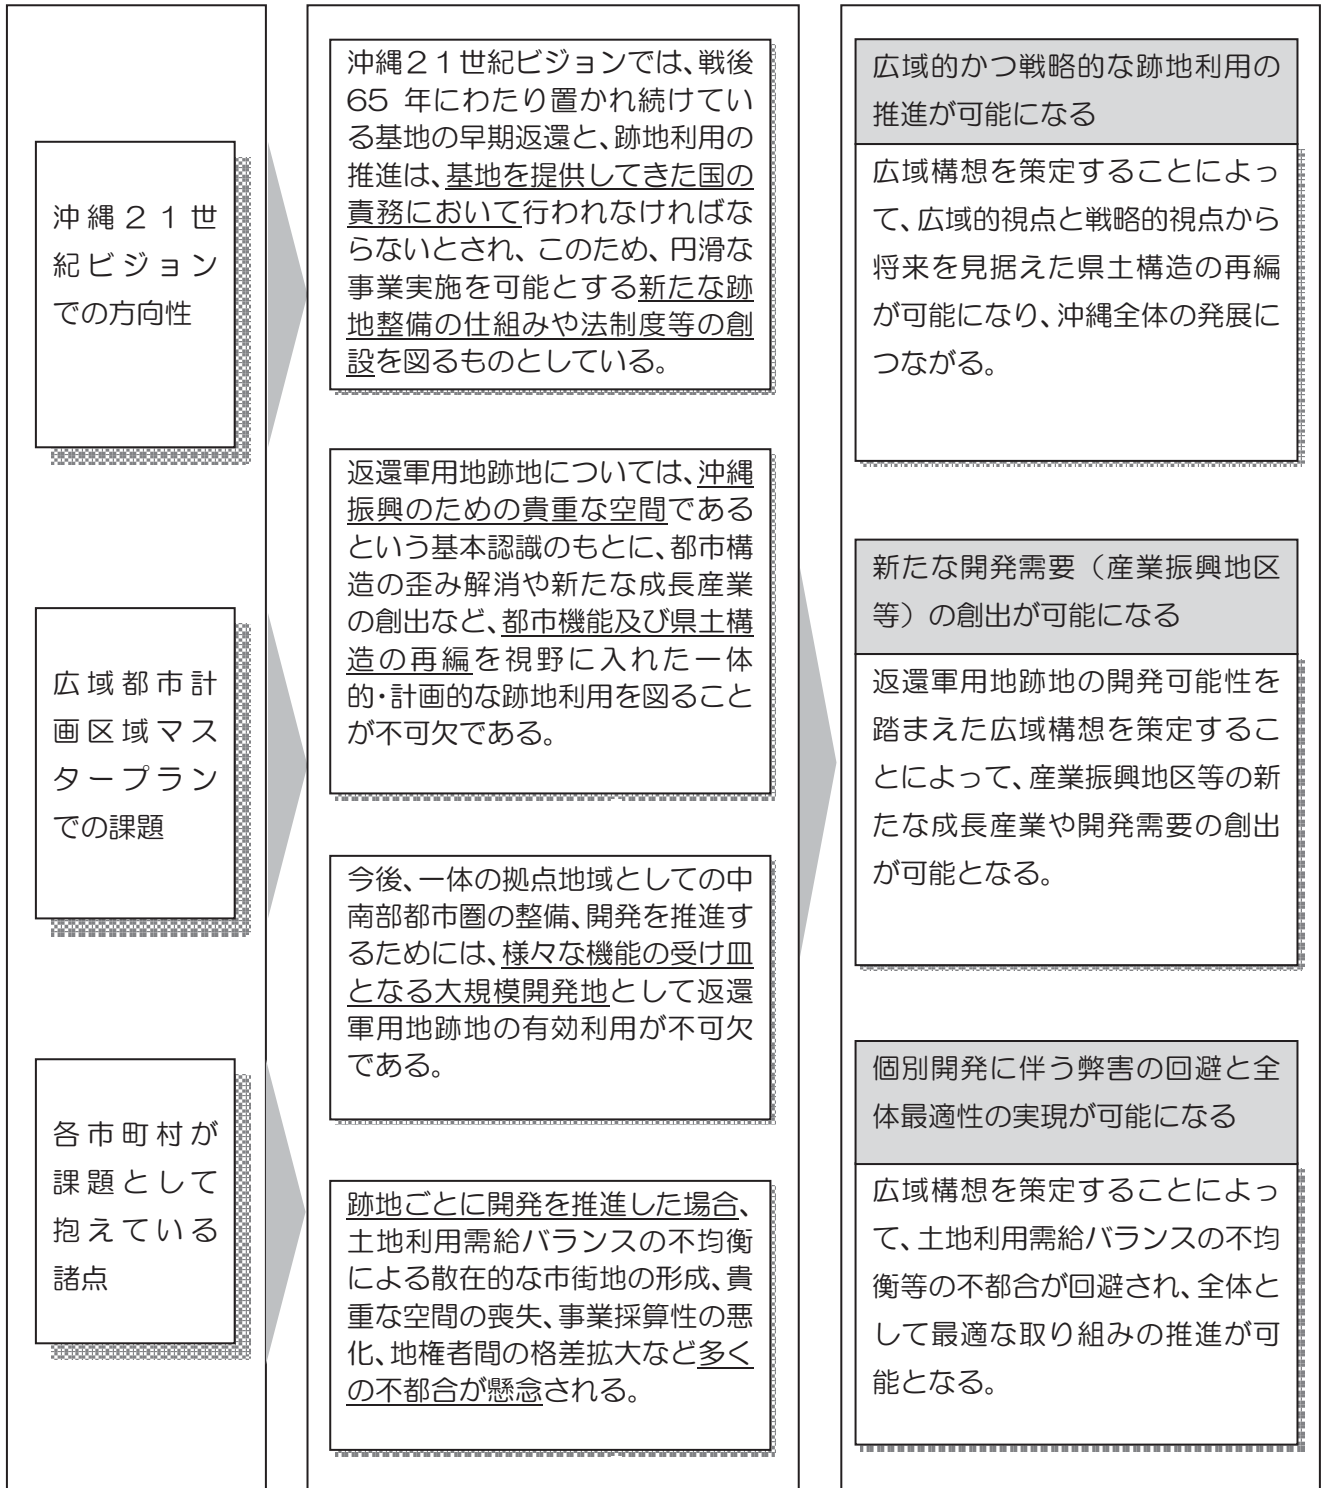 沖縄２１世
紀ビジョン
での方向性
広域都市計
画区域マス
タープラン
での課題
各市町村が
課題として
抱えている
諸点
沖縄２１世紀ビジョンでは、戦後
65 年にわたり置かれ続けてい
る基地の早期返還と、跡地利用の
推進は、基地を提供してきた国の
責務において行われなければな
らないとされ、このため、円滑な
事業実施を可能とする新たな跡
地整備の仕組みや法制度等の創
設を図るものとしている。
返還軍用地跡地については、沖縄
振興のための貴重な空間である
という基本認識のもとに、都市構
造の歪み解消や新たな成長産業
の創出など、都市機能及び県土構
造の再編を視野に入れた一体
的・計画的な跡地利用を図ること
が不可欠である。
今後、一体の拠点地域としての中
南部都市圏の整備、開発を推進す
るためには、様々な機能の受け皿
となる大規模開発地として返還
軍用地跡地の有効利用が不可欠
である。
跡地ごとに開発を推進した場合、
土地利用需給バランスの不均衡
による散在的な市街地の形成、貴
重な空間の喪失、事業採算性の悪
化、地権者間の格差拡大など多く
の不都合が懸念される。
広域的かつ戦略的な跡地利用の
推進が可能になる
広域構想を策定することによっ
て、広域的視点と戦略的視点から
将来を見据えた県土構造の再編
が可能になり、沖縄全体の発展に
つながる。
新たな開発需要（産業振興地区
等）の創出が可能になる
返還軍用地跡地の開発可能性を
踏まえた広域構想を策定するこ
とによって、産業振興地区等の新
たな成長産業や開発需要の創出
が可能となる。
個別開発に伴う弊害の回避と全
体最適性の実現が可能になる
広域構想を策定することによっ
て、土地利用需給バランスの不均
衡等の不都合が回避され、全体と
して最適な取り組みの推進が可
能となる。